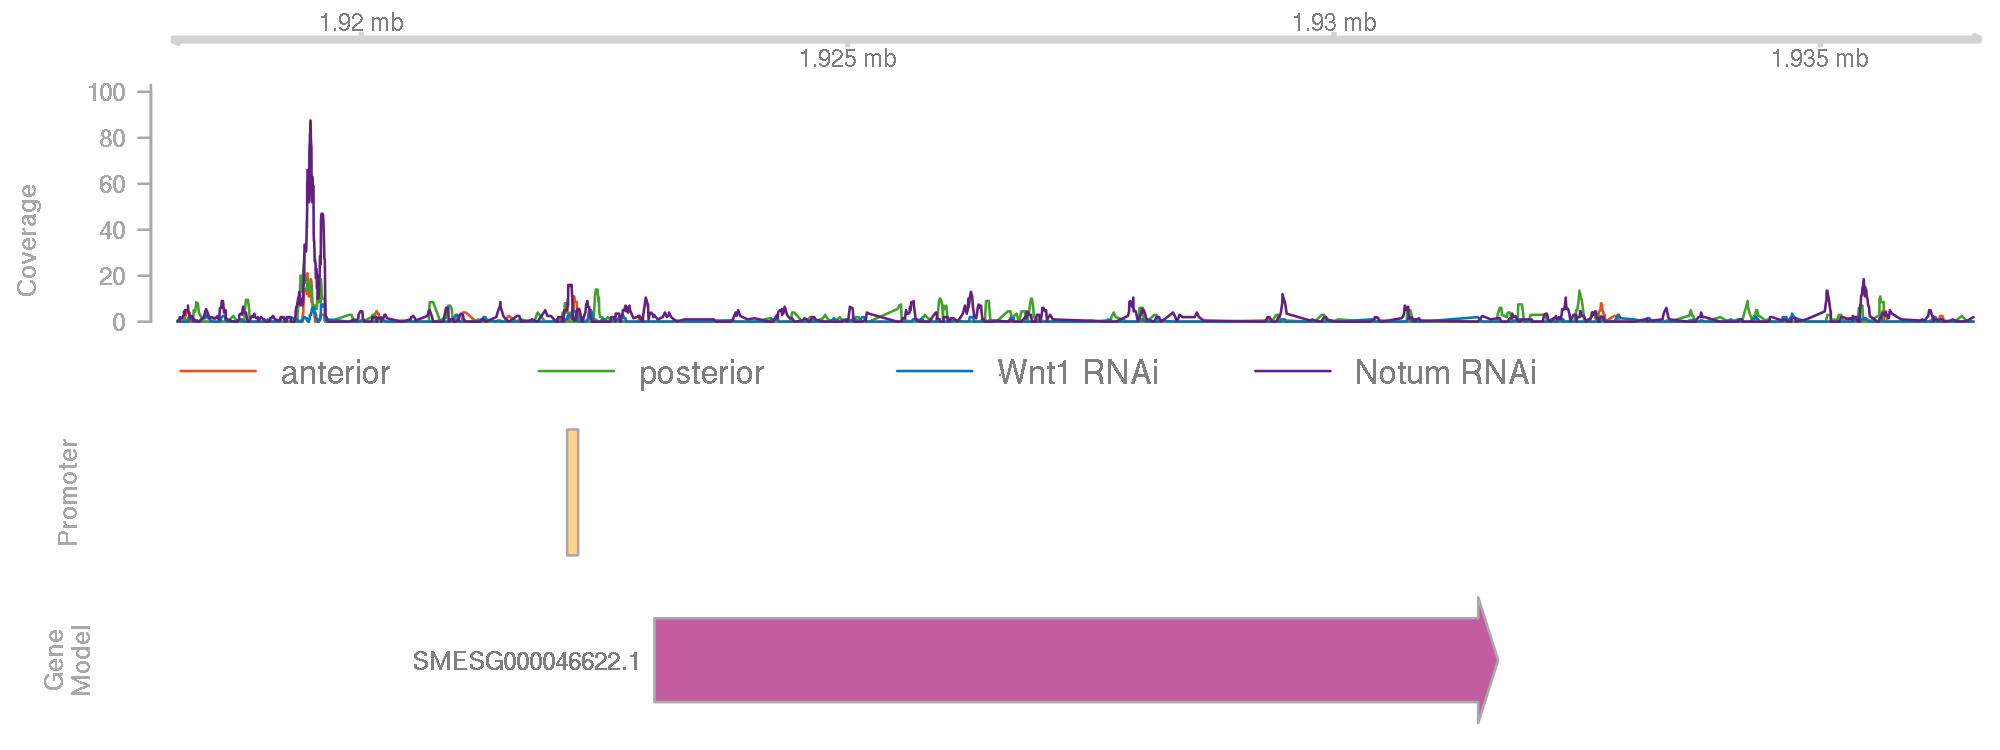 1.92 mb
1.93 mb
1.925 mb
1.935 mb
100
80
60
40
20
0
Coverage
anterior
posterior
Wnt1 RNAi
Notum RNAi
Promoter
Gene
Model
SMESG000046622.1